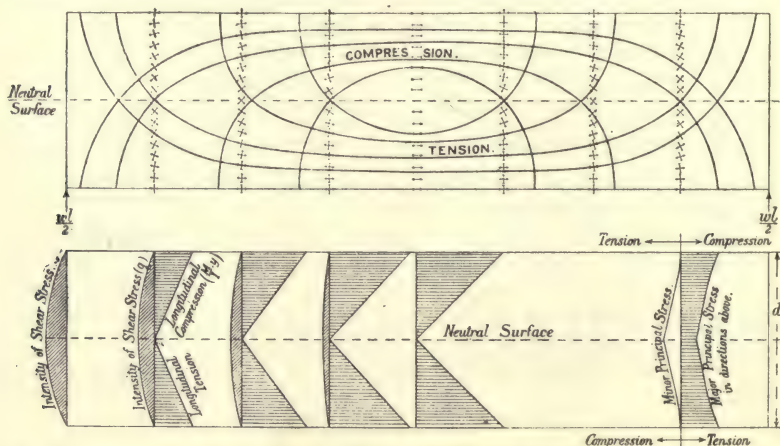 COMPRESSION.
Neutral
Surface
TENSION.
wl
2
wl
2
Tension
Compression
Intensity of Shear Stress
Intensity of Shear Stress (q)
Longitudinal
Compression
Longitudinal
Tension
Neutral Surface
Minor Principal Stress.
Major Principal Stress
in directions above.
d
Compression
Tension